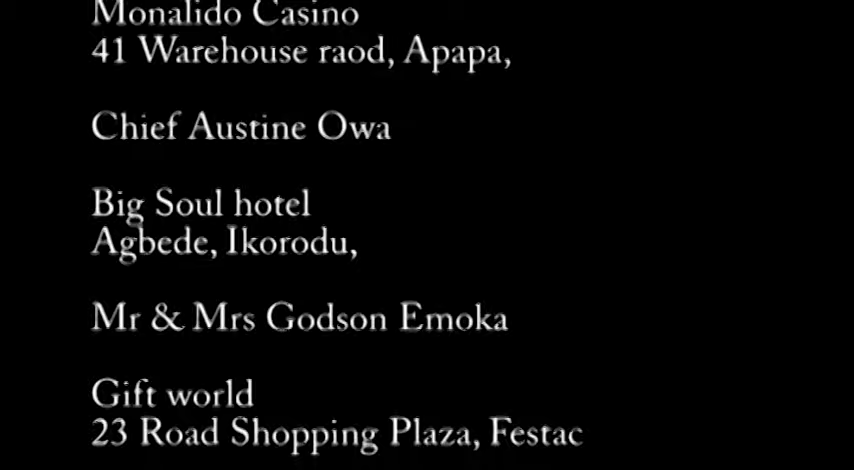 Monalido Casino
41 Warehouse raod, Apapa,
Chief Austine Owa
Big Soul hotel
Agbede, Ikorodu,
Mr & Mrs Godson Emoka
Gift world
23 Road Shopping Plaza, Festac